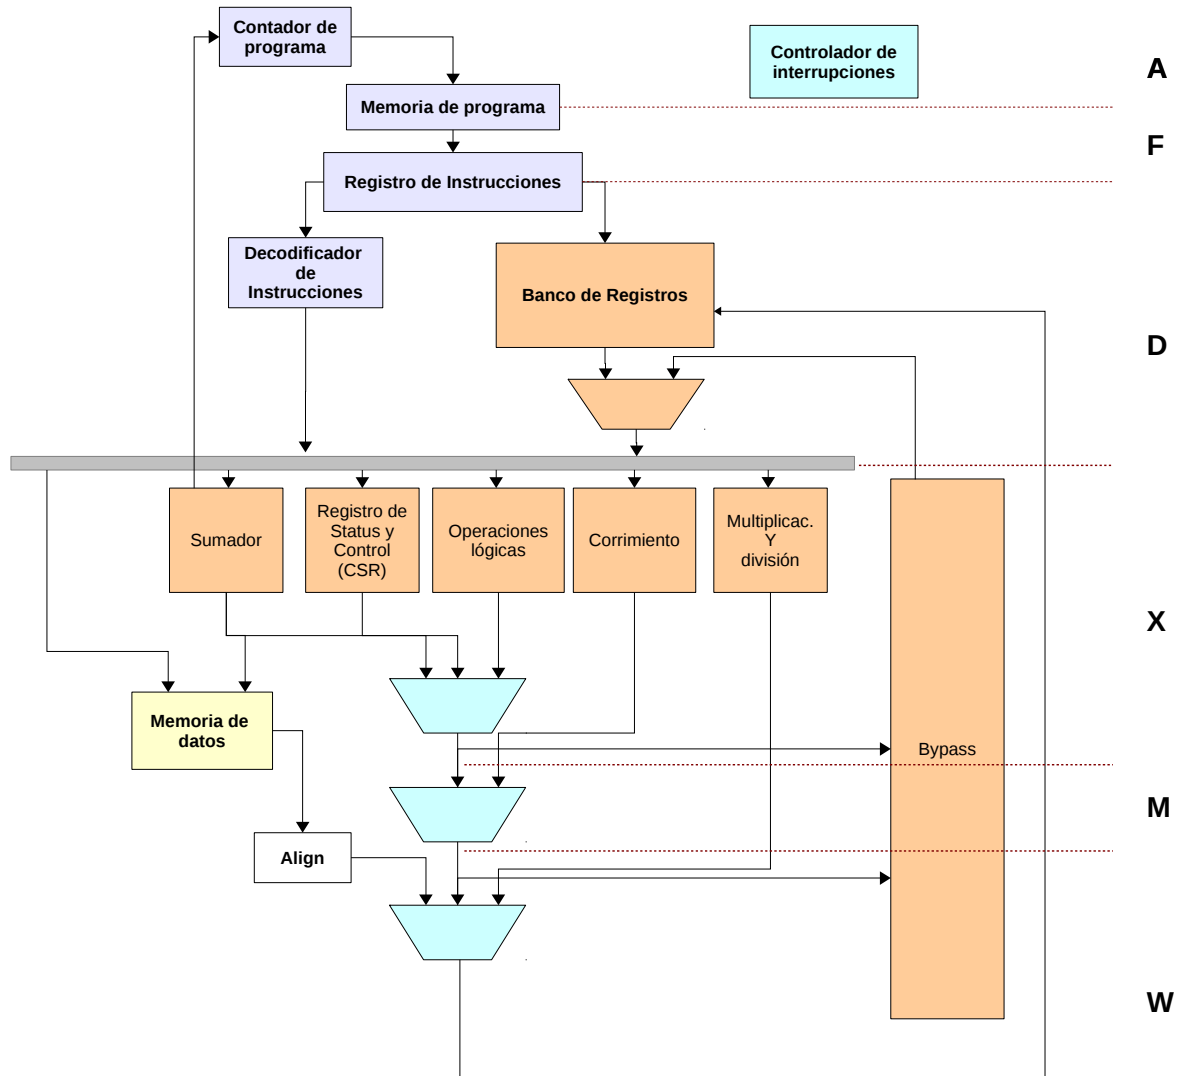 Contador de
programa
Controlador de
interrupciones
A
Memoria de programa
F
Registro de Instrucciones
Decodificador
de
Instrucciones
Banco de Registros
D
Sumador
Registro de
Status y
Control
(CSR)
Operaciones
lógicas
Corrimiento
Multiplicac.
Y
división
X
Memoria de
datos
Bypass
M
Align
W